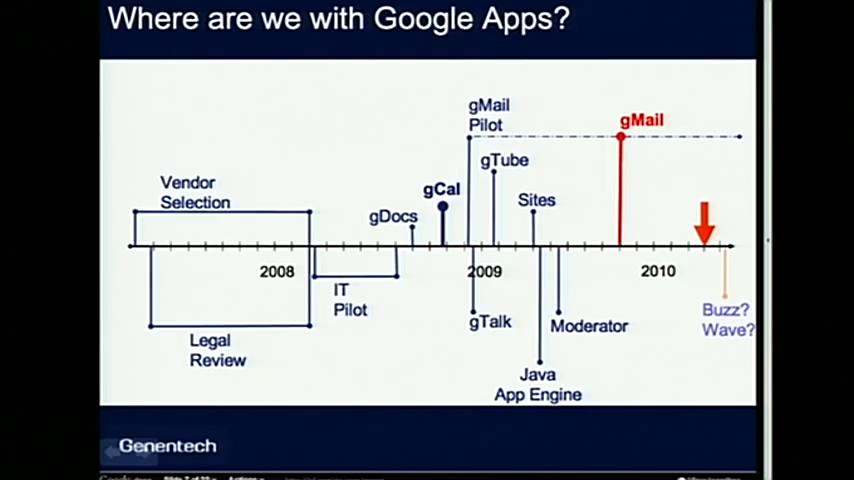 Where are we with Google Apps?
gMail
Pilot
gMail
gTube
Vendor
Selection
gCal
Sites
gDocs
2008
2009
2010
IT
Pilot
gTalk
Moderator
Buzz?
Wave?
Legal
Review
Java
App Engine
Genentech